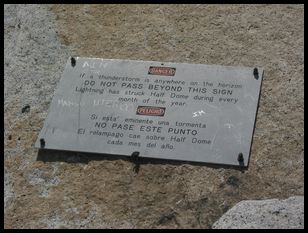 DANGER
If a thunderstorm is anywhere on the horizon
DO NOT PASS BEYOND THIS SIGN
Lightning has struck Half Dome during every
month of the year.
PELIGRO
Si esta' eminente una tormenta
NO PASE ESTE PUNTO
El relampago cae sobre Half Dome
cada mes del año.